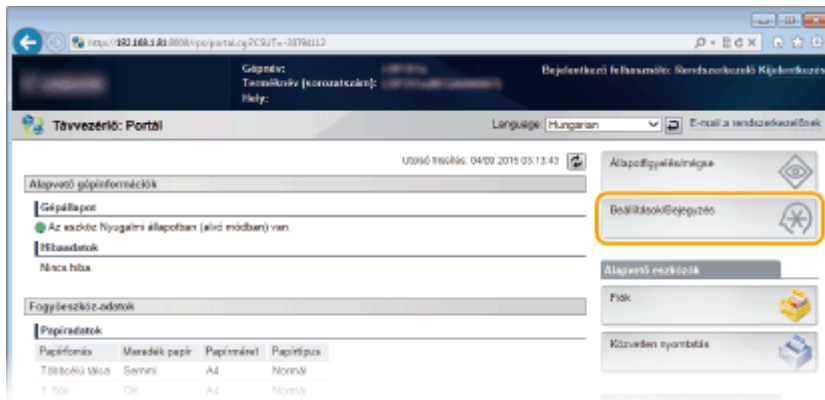 Gépnév:
Terméknév [sorozatszám]:
Hely:
Bejelentkező felhasználó: Rendszerkezelő Kijelentkezés
Távvezérlő: Portál
Language: Hungarian
E-mail a rendszerkezelőnek
Utolsó frissítés: 04/09 2015 03:13:43
Állapotfigyelés/mégse
Alapvető gépinformációk
Beállítások/Bejegyzés
Gépállapot
Az eszköz Nyugalmi állapotban (alvó módban) van.
Hibaadatok
Nincs hiba.
Alapvető eszközök
Fogyóeszköz-adatok
Fiók
Papíradatok
Papírforrás Maradék papír Papírméret Papírtípus
Közvetlen nyomtatás
Többcélú tálca Semmi A4 Normál
1. fiók OK A4 Normál